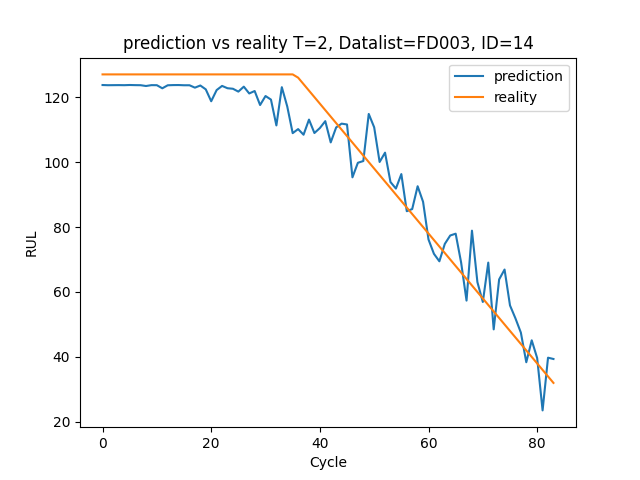 prediction vs reality T=2, Datalist=FD003, ID=14
prediction
reality
RUL
120
100
80
60
40
20
0
20
40
60
80
Cycle